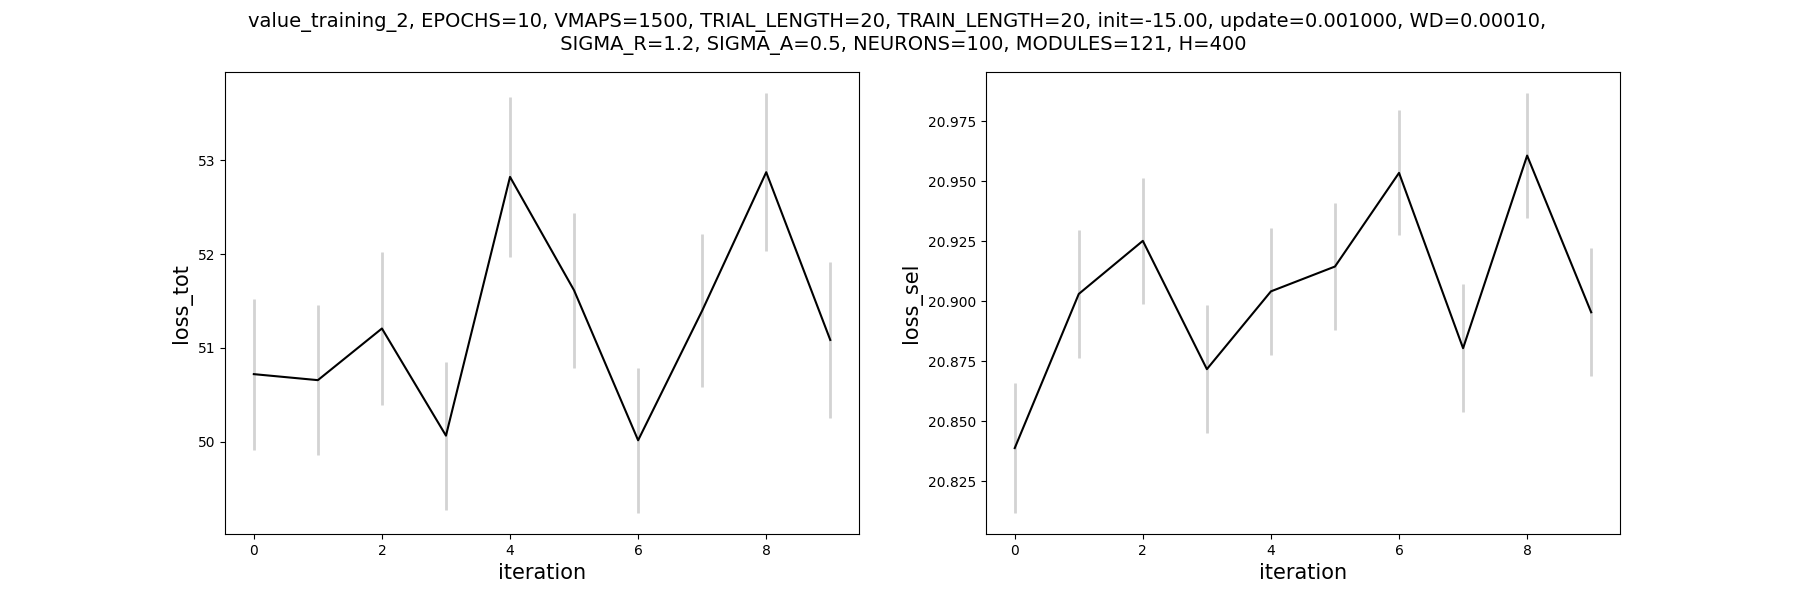 value_training_2, EPOCHS=10, VMAPS=1500, TRIAL_LENGTH=20, TRAIN_LENGTH=20, init=-15.00, update=0.001000, WD=0.00010,
SIGMA_R=1.2, SIGMA_A=0.5, NEURONS=100, MODULES=121, H=400
loss_tot
53
52
51
50
0 2 4 6 8
iteration
loss_sel
20.975
20.950
20.925
20.900
20.875
20.850
20.825
0 2 4 6 8
iteration